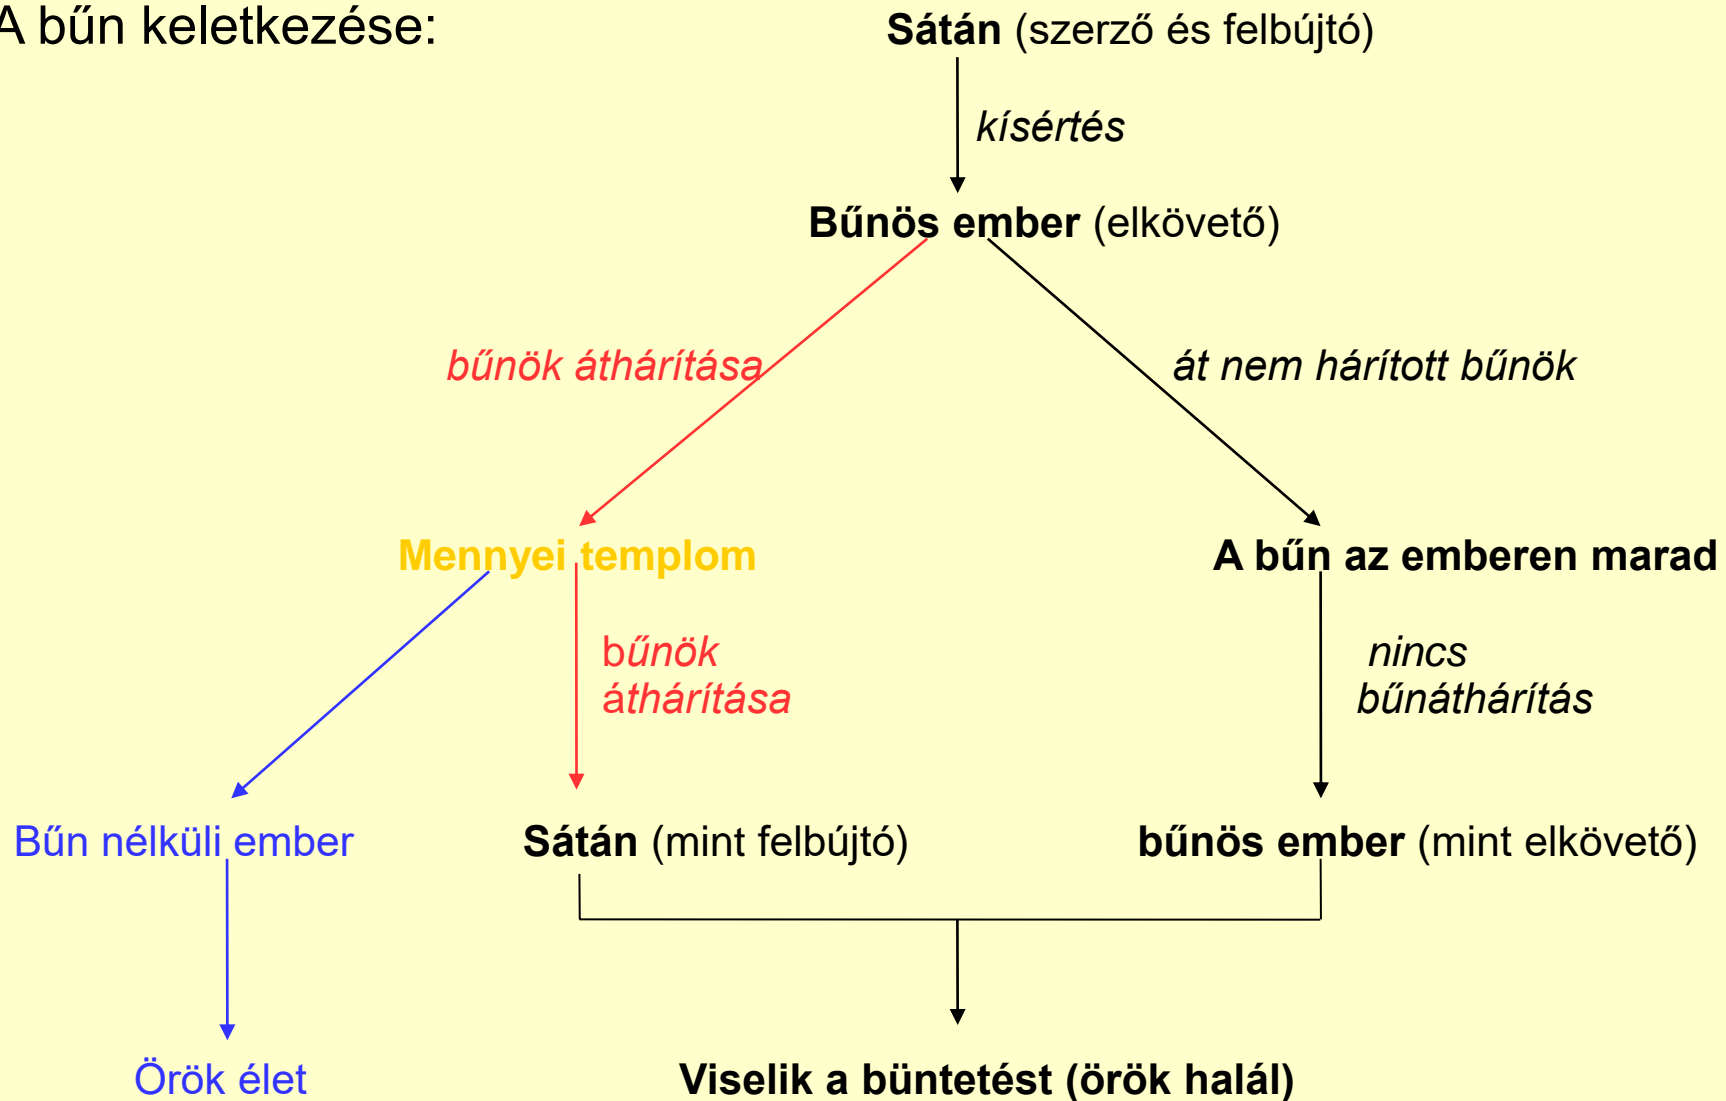 A bűn keletkezése:
Sátán (szerző és felbújtó)
kísértés
Bűnös ember (elkövető)
bűnök áthárítása
át nem hárított bűnök
Mennyei templom
A bűn az emberen marad
bűnök
áthárítása
nincs
bűnáthárítás
Bűn nélküli ember
Sátán (mint felbújtó)
bűnös ember (mint elkövető)
Örök élet
Viselik a büntetést (örök halál)